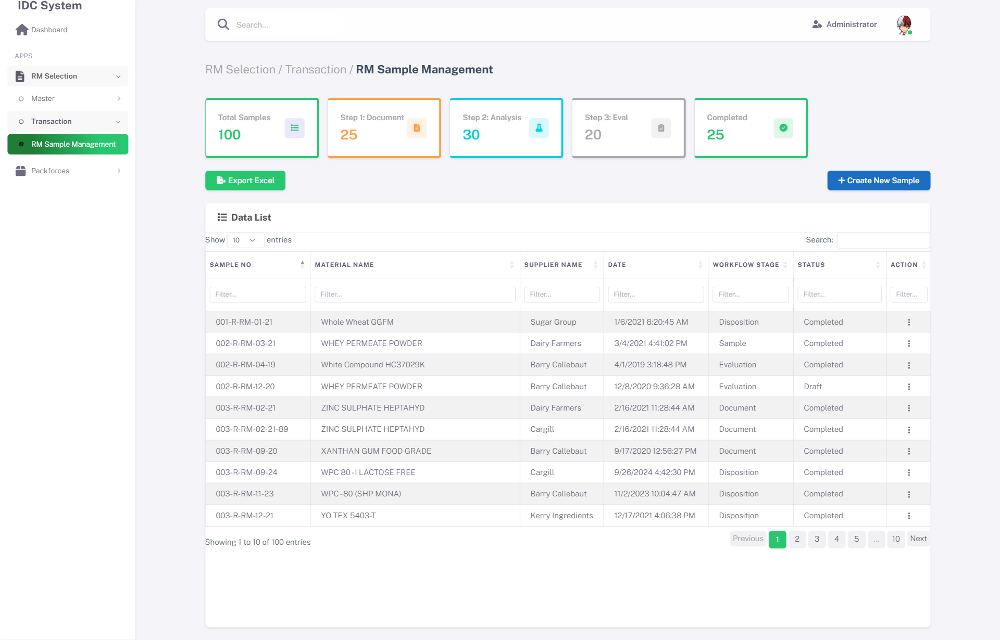 IDC System
Dashboard
APPS
RM Selection
Master
Transaction
RM Sample Management
Packforces
Search...
Administrator
RM Selection / Transaction / RM Sample Management
Total Samples
100
Step 1: Document
25
Step 2: Analysis
30
Step 3: Eval
20
Completed
25
Export Excel
Create New Sample
Data List
Show 10 entries
Search:
SAMPLE NO MATERIAL NAME SUPPLIER NAME DATE WORKFLOW STAGE STATUS ACTION
Filter... Filter... Filter... Filter... Filter... Filter... Filter...
001-R-RM-01-21 Whole Wheat GGFM Sugar Group 1/6/2021 8:20:45 AM Disposition Completed
002-R-RM-03-21 WHEY PERMEATE POWDER Dairy Farmers 3/4/2021 4:41:02 PM Sample Completed
002-R-RM-04-19 White Compound HC37029K Barry Callebaut 4/1/2019 3:18:48 PM Evaluation Completed
002-R-RM-12-20 WHEY PERMEATE POWDER Barry Callebaut 12/8/2020 9:36:28 AM Evaluation Draft
003-R-RM-02-21 ZINC SULPHATE HEPTAHYD Dairy Farmers 2/16/2021 11:28:44 AM Document Completed
003-R-RM-02-21-89 ZINC SULPHATE HEPTAHYD Cargill 2/16/2021 11:28:44 AM Document Completed
003-R-RM-09-20 XANTHAN GUM FOOD GRADE Barry Callebaut 9/17/2020 12:56:27 PM Document Completed
003-R-RM-09-24 WPC 80 - I LACTOSE FREE Cargill 9/26/2024 4:42:30 PM Disposition Completed
003-R-RM-11-23 WPC - 80 (SHP MONA) Barry Callebaut 11/2/2023 10:04:47 AM Disposition Completed
003-R-RM-12-21 YO TEX 5403-T Kerry Ingredients 12/17/2021 4:06:38 PM Disposition Completed
Showing 1 to 10 of 100 entries
Previous 1 2 3 4 5 ... 10 Next